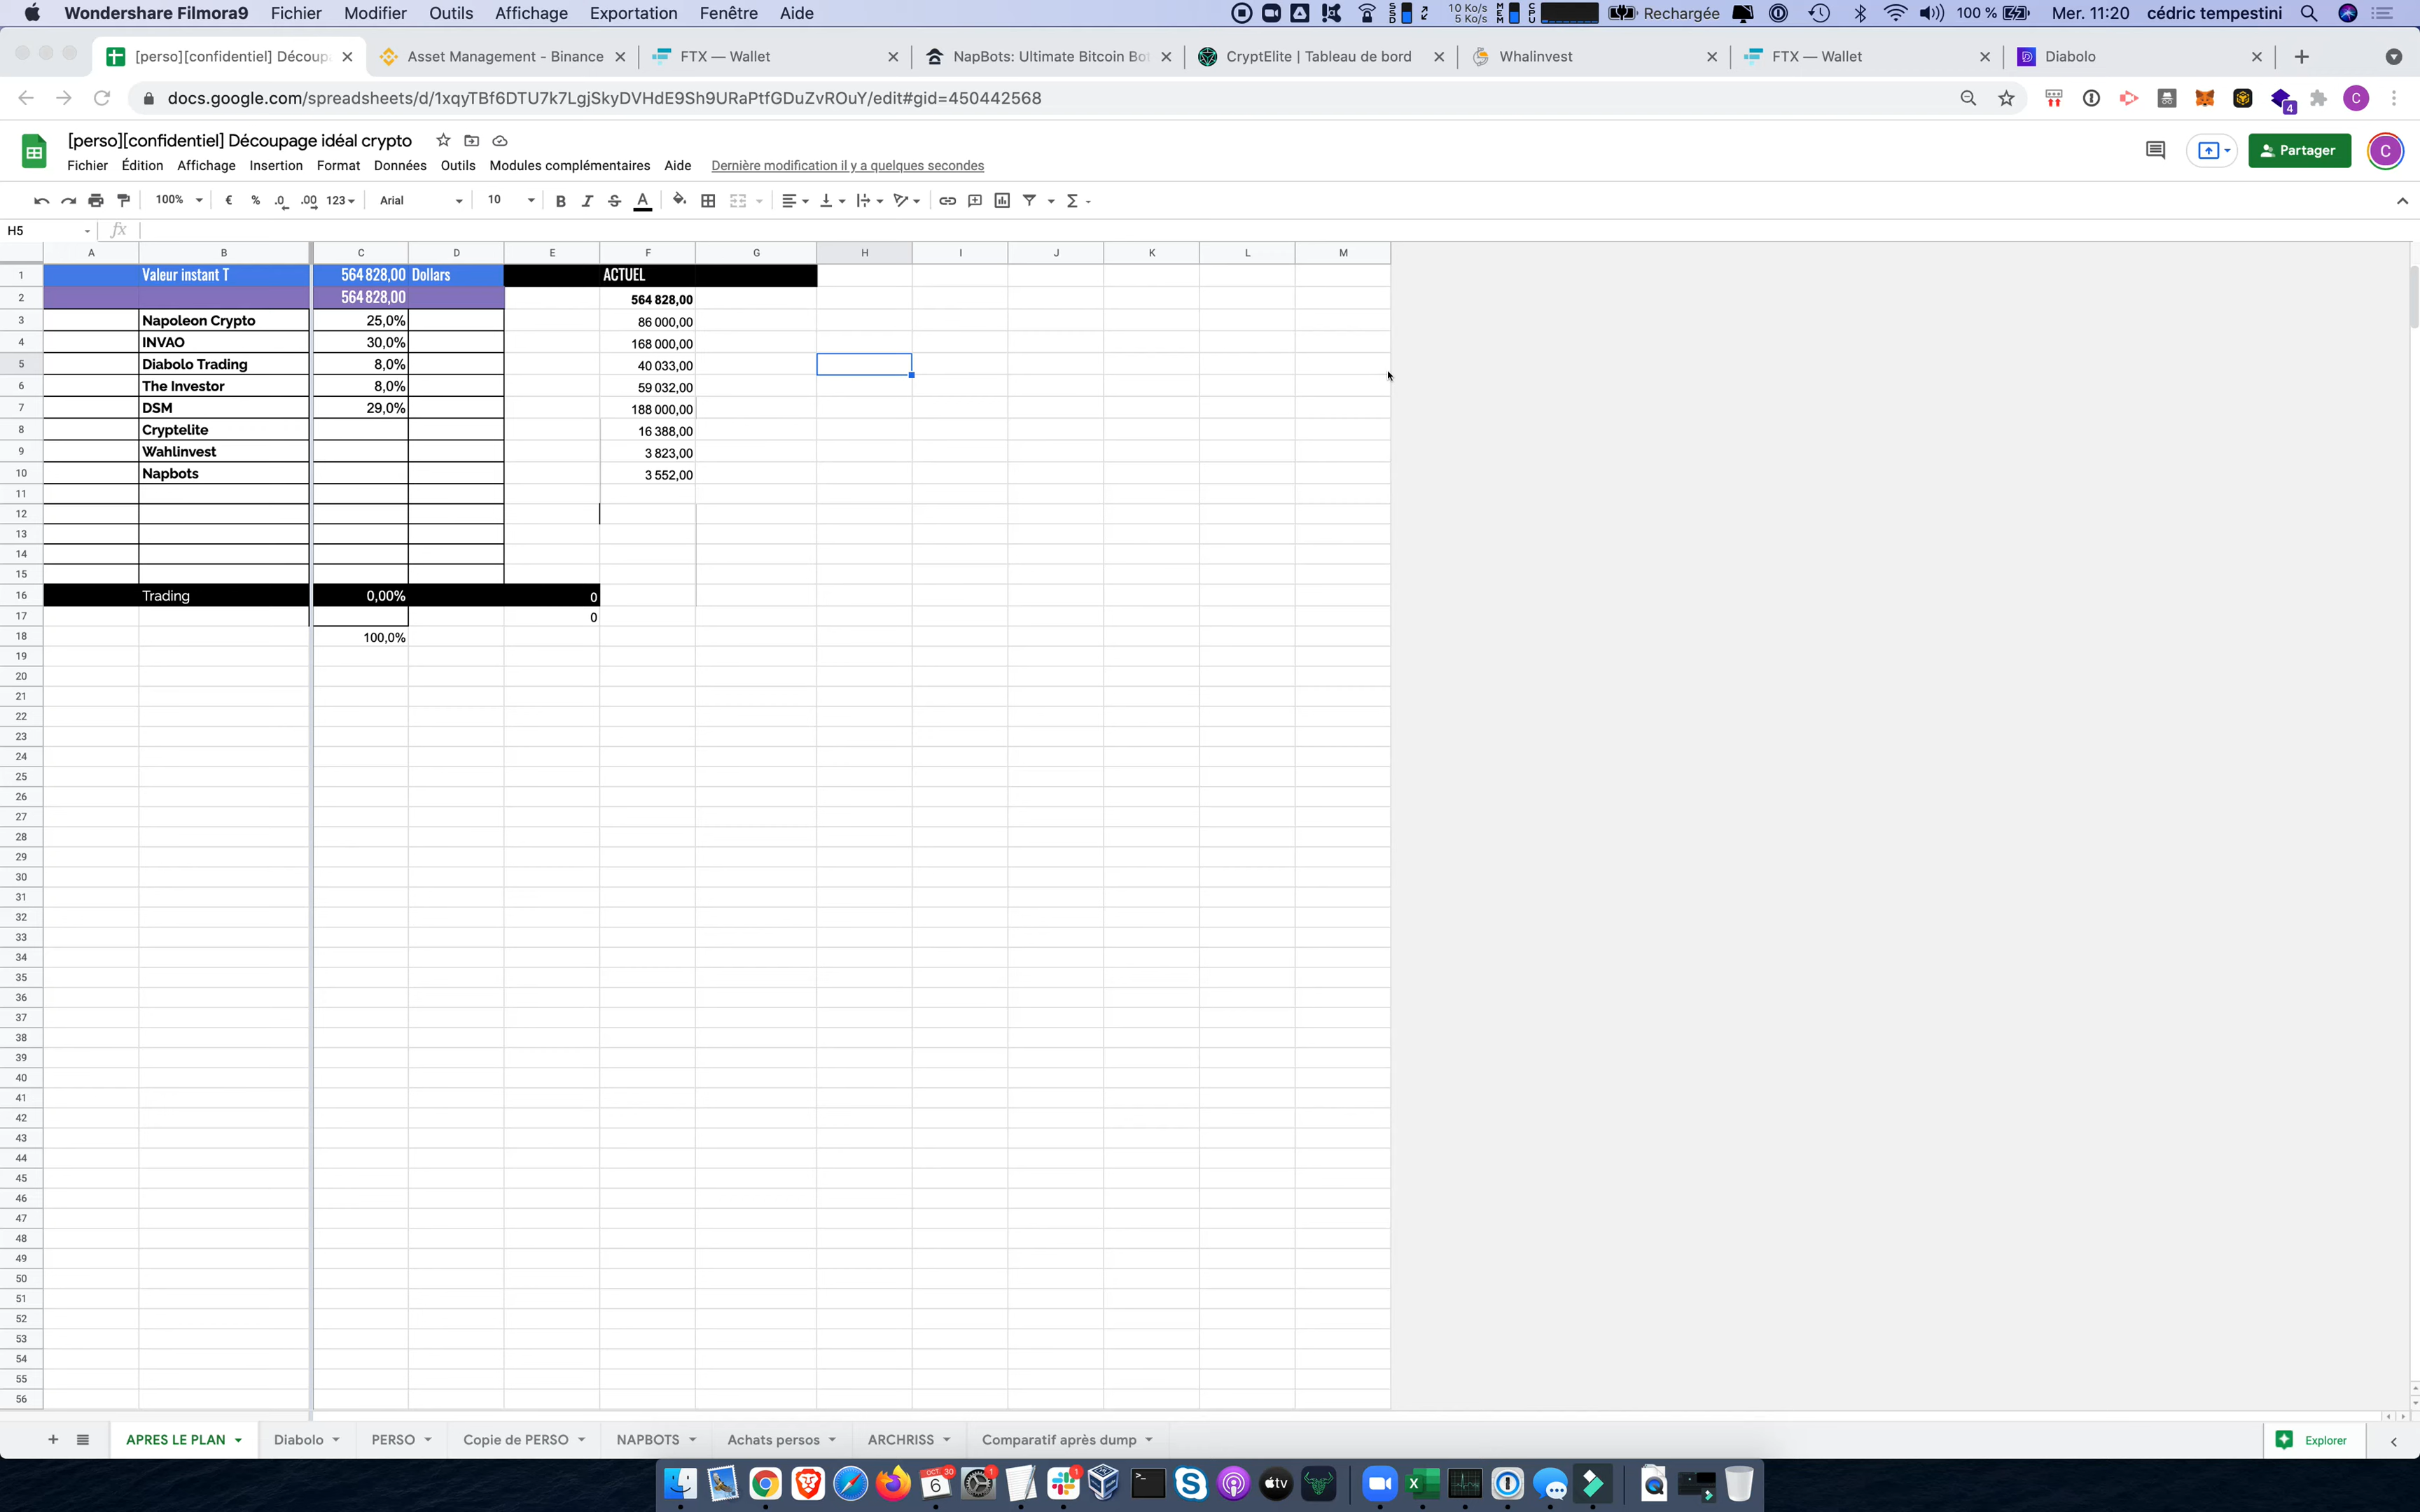 Wondershare Filmora9 Fichier Modifier Outils Affichage Exportation Fenêtre Aide
10 Ko/s 5 Ko/s Rechargée 100 % Mer. 11:20 cédric tempestini
[perso][confidentiel] Découp Asset Management - Binance FTX — Wallet NapBots: Ultimate Bitcoin Bo CryptElite | Tableau de bord Whalinvest FTX — Wallet Diabolo
docs.google.com/spreadsheets/d/1xqyTBf6DTU7k7LgjSkyDVHdE9Sh9URaPtfGDuZvROuY/edit#gid=450442568 4 C
[perso][confidentiel] Découpage idéal crypto
Partager C
Fichier Édition Affichage Insertion Format Données Outils Modules complémentaires Aide Dernière modification il y a quelques secondes
100% € % .0 .00 123 Arial 10 B I S A Σ
H5 fx
A B C D E F G H I J K L M
1 Valeur instant T 564 828,00 Dollars ACTUEL
2 564 828,00 564 828,00
3 Napoleon Crypto 25,0% 86 000,00
4 INVAO 30,0% 168 000,00
5 Diabolo Trading 8,0% 40 033,00
6 The Investor 8,0% 59 032,00
7 DSM 29,0% 188 000,00
8 Cryptelite 16 388,00
9 Wahlinvest 3 823,00
10 Napbots 3 552,00
11
12
13
14
15
16 Trading 0,00% 0
17 0
18 100,0%
19
20
21
22
23
24
25
26
27
28
29
30
31
32
33
34
35
36
37
38
39
40
41
42
43
44
45
46
47
48
49
50
51
52
53
54
55
56
APRES LE PLAN Diabolo PERSO Copie de PERSO NAPBOTS Achats persos ARCHRISS Comparatif après dump Explorer
OCT. 30 6 1 1 tv